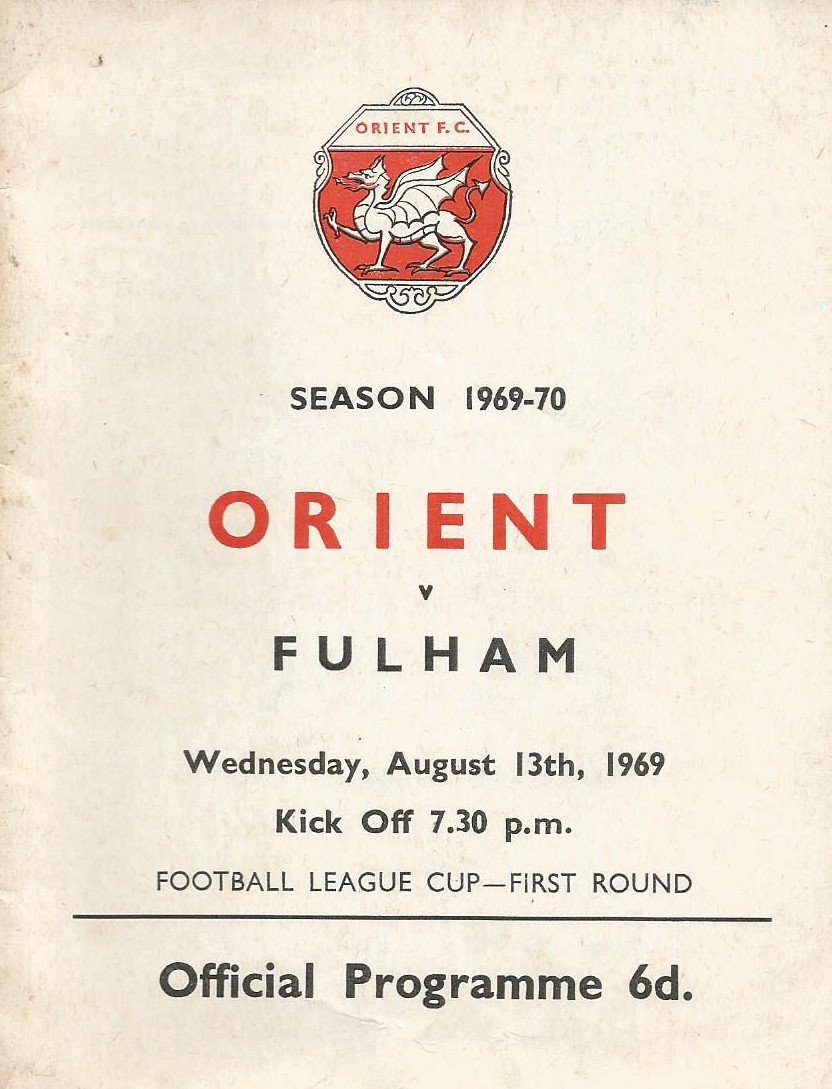 ORIENT F.C.
SEASON 1969-70
ORIENT
v
FULHAM
Wednesday, August 13th, 1969
Kick Off 7.30 p.m.
FOOTBALL LEAGUE CUP—FIRST ROUND
Official Programme 6d.